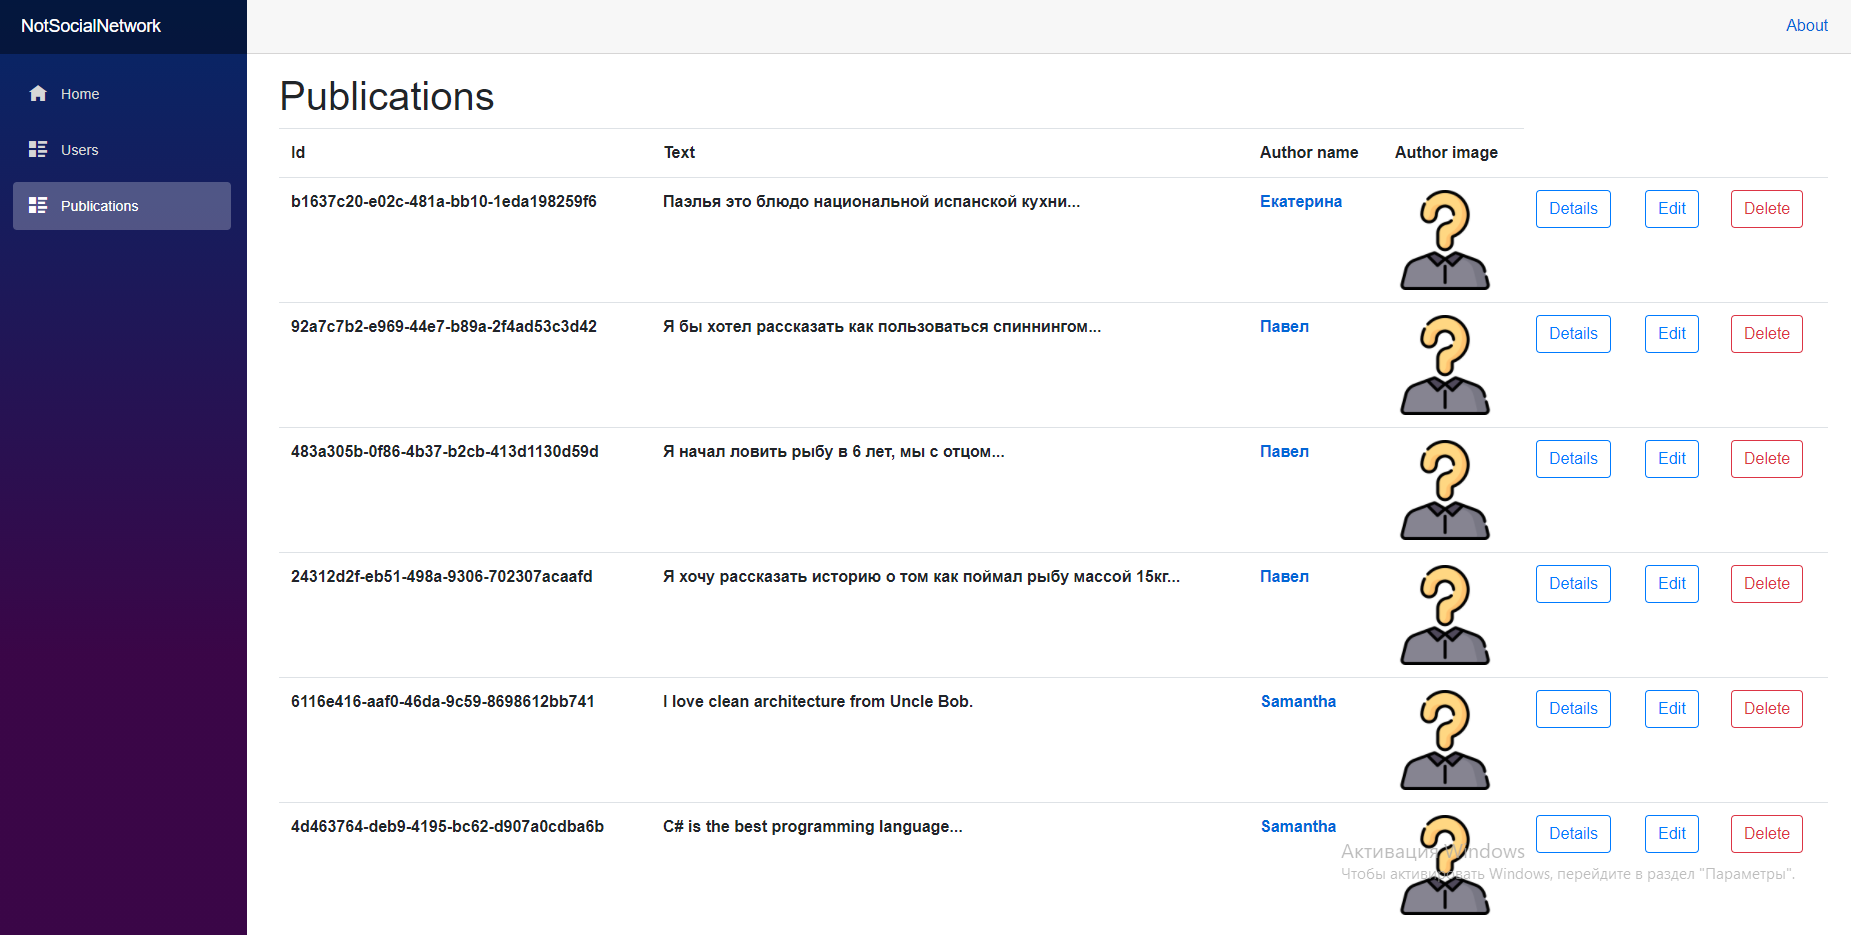 NotSocialNetwork
About
Home
Users
Publications
Publications
Id Text Author name Author image
b1637c20-e02c-481a-bb10-1eda198259f6 Паэлья это блюдо национальной испанской кухни... Екатерина Details Edit Delete
92a7c7b2-e969-44e7-b89a-2f4ad53c3d42 Я бы хотел рассказать как пользоваться спиннингом... Павел Details Edit Delete
483a305b-0f86-4b37-b2cb-413d1130d59d Я начал ловить рыбу в 6 лет, мы с отцом... Павел Details Edit Delete
24312d2f-eb51-498a-9306-702307acaafd Я хочу рассказать историю о том как поймал рыбу массой 15кг... Павел Details Edit Delete
6116e416-aaf0-46da-9c59-8698612bb741 I love clean architecture from Uncle Bob. Samantha Details Edit Delete
4d463764-deb9-4195-bc62-d907a0cdba6b C# is the best programming language... Samantha Details Edit Delete
Активация Windows
Чтобы активировать Windows, перейдите в раздел "Параметры".